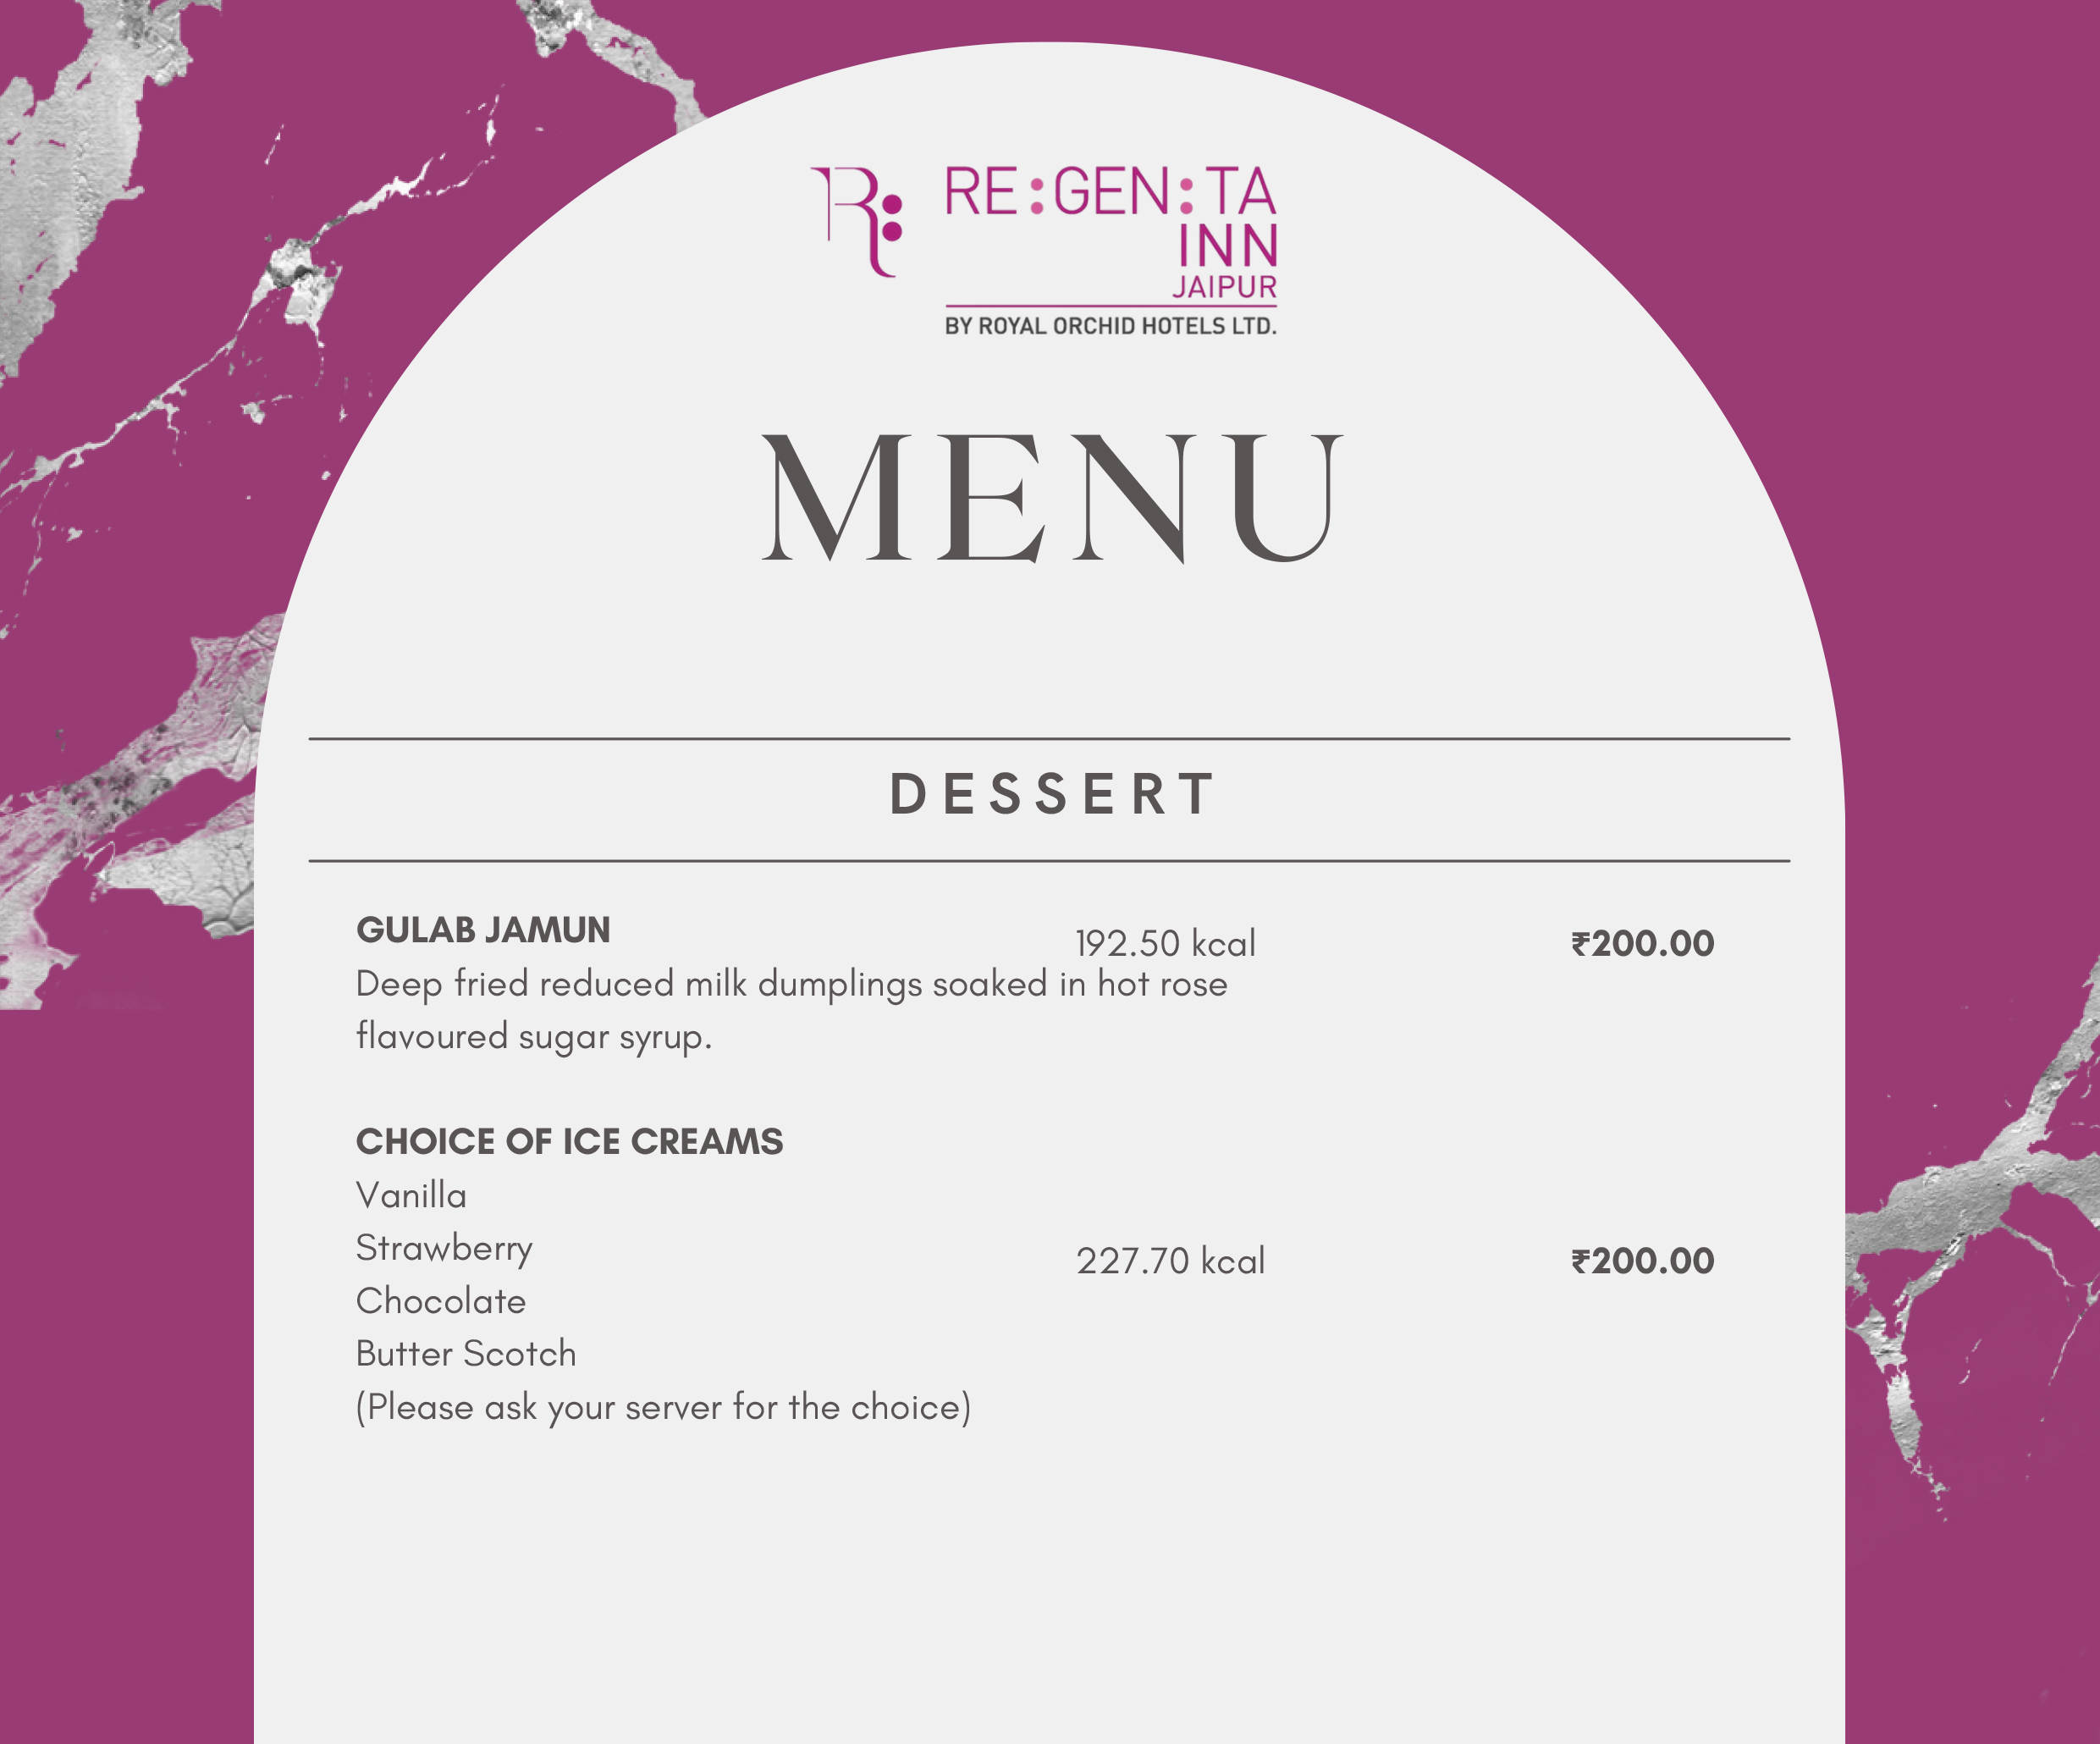 RE:GEN:TA
INN
JAIPUR
BY ROYAL ORCHID HOTELS LTD.
MENU
DESSERT
GULAB JAMUN 192.50 kcal ₹200.00
Deep fried reduced milk dumplings soaked in hot rose
flavoured sugar syrup.
CHOICE OF ICE CREAMS
Vanilla
Strawberry 227.70 kcal ₹200.00
Chocolate
Butter Scotch
(Please ask your server for the choice)